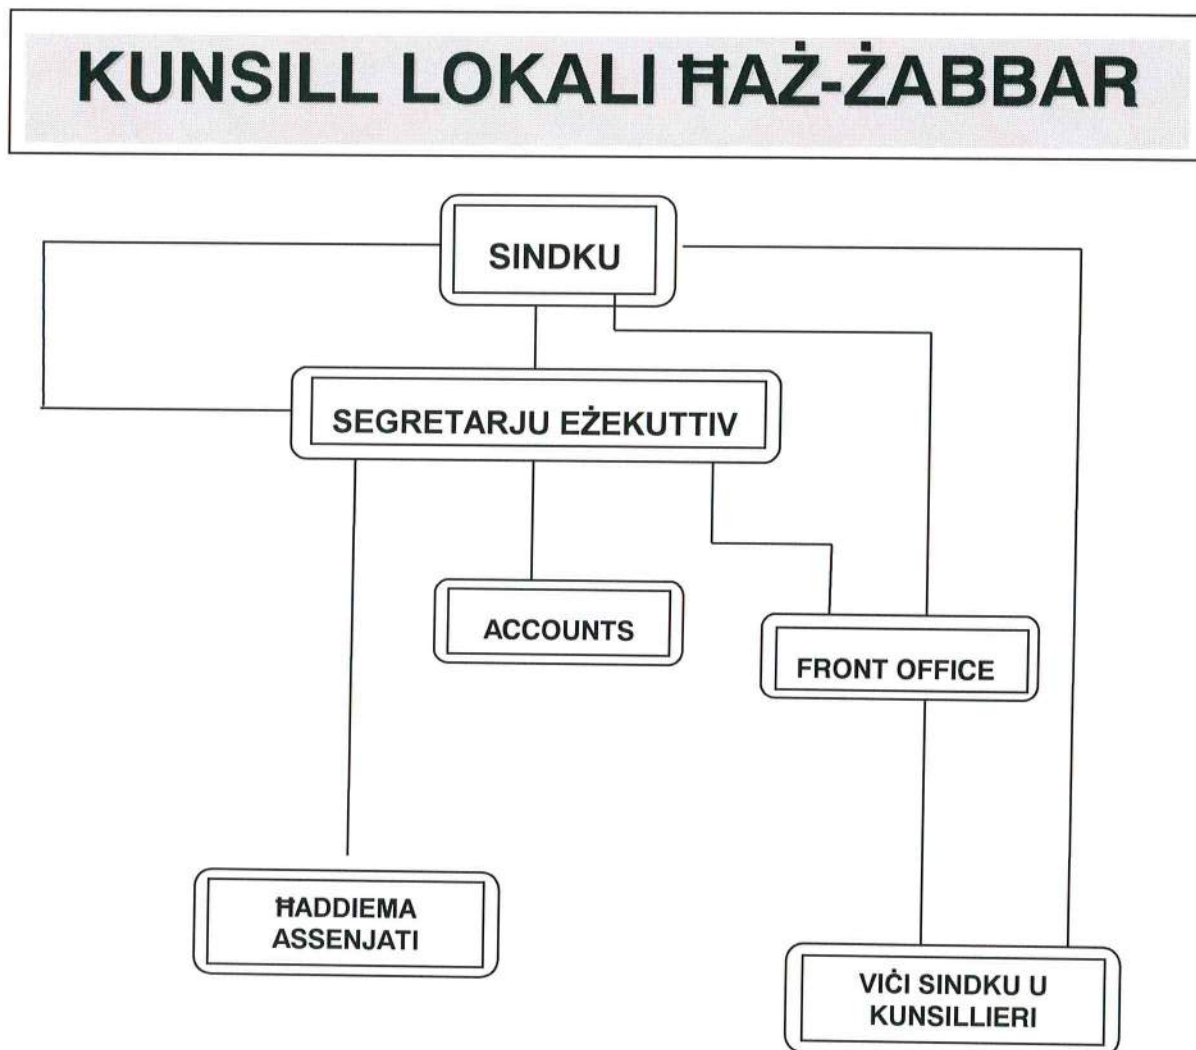 KUNSILL LOKALI ĦAŻ-ŻABBAR
SINDKU
SEGRETARJU EŻEKUTTIV
ACCOUNTS
FRONT OFFICE
ĦADDIEMA
ASSENJATI
VIĊI SINDKU U
KUNSILLIERI